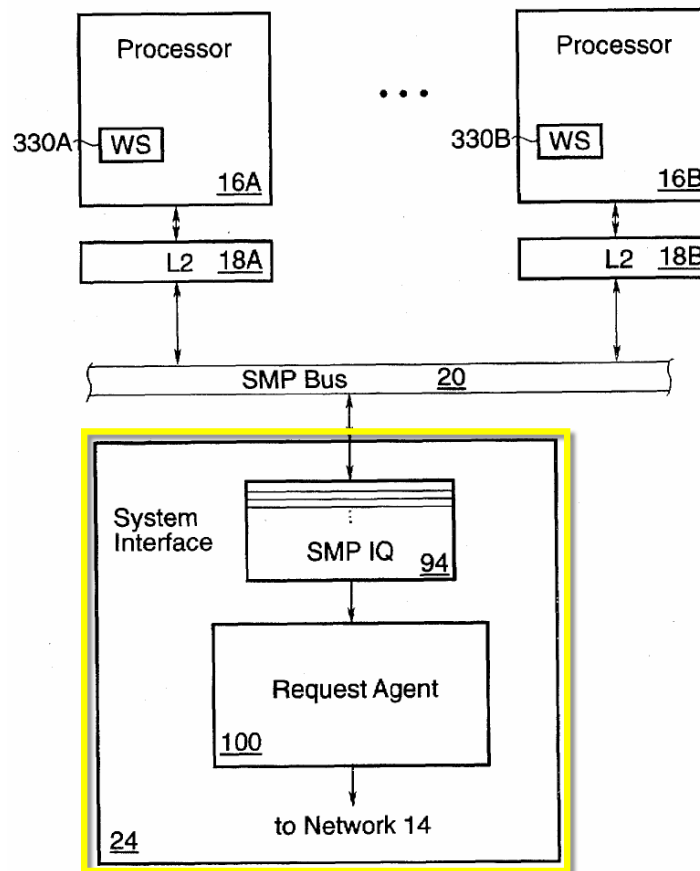 Processor
Processor
330A
WS
330B
WS
16A
16B
L2
18A
L2
18B
SMP Bus
20
System
Interface
SMP IQ
94
Request Agent
100
to Network 14
24